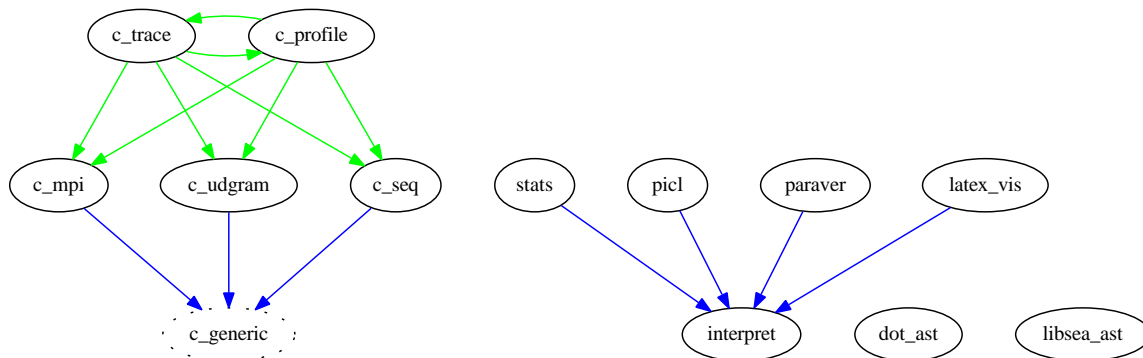 c_trace
c_profile
c_mpi
c_udgram
c_seq
stats
picl
paraver
latex_vis
c_generic
interpret
dot_ast
libsea_ast